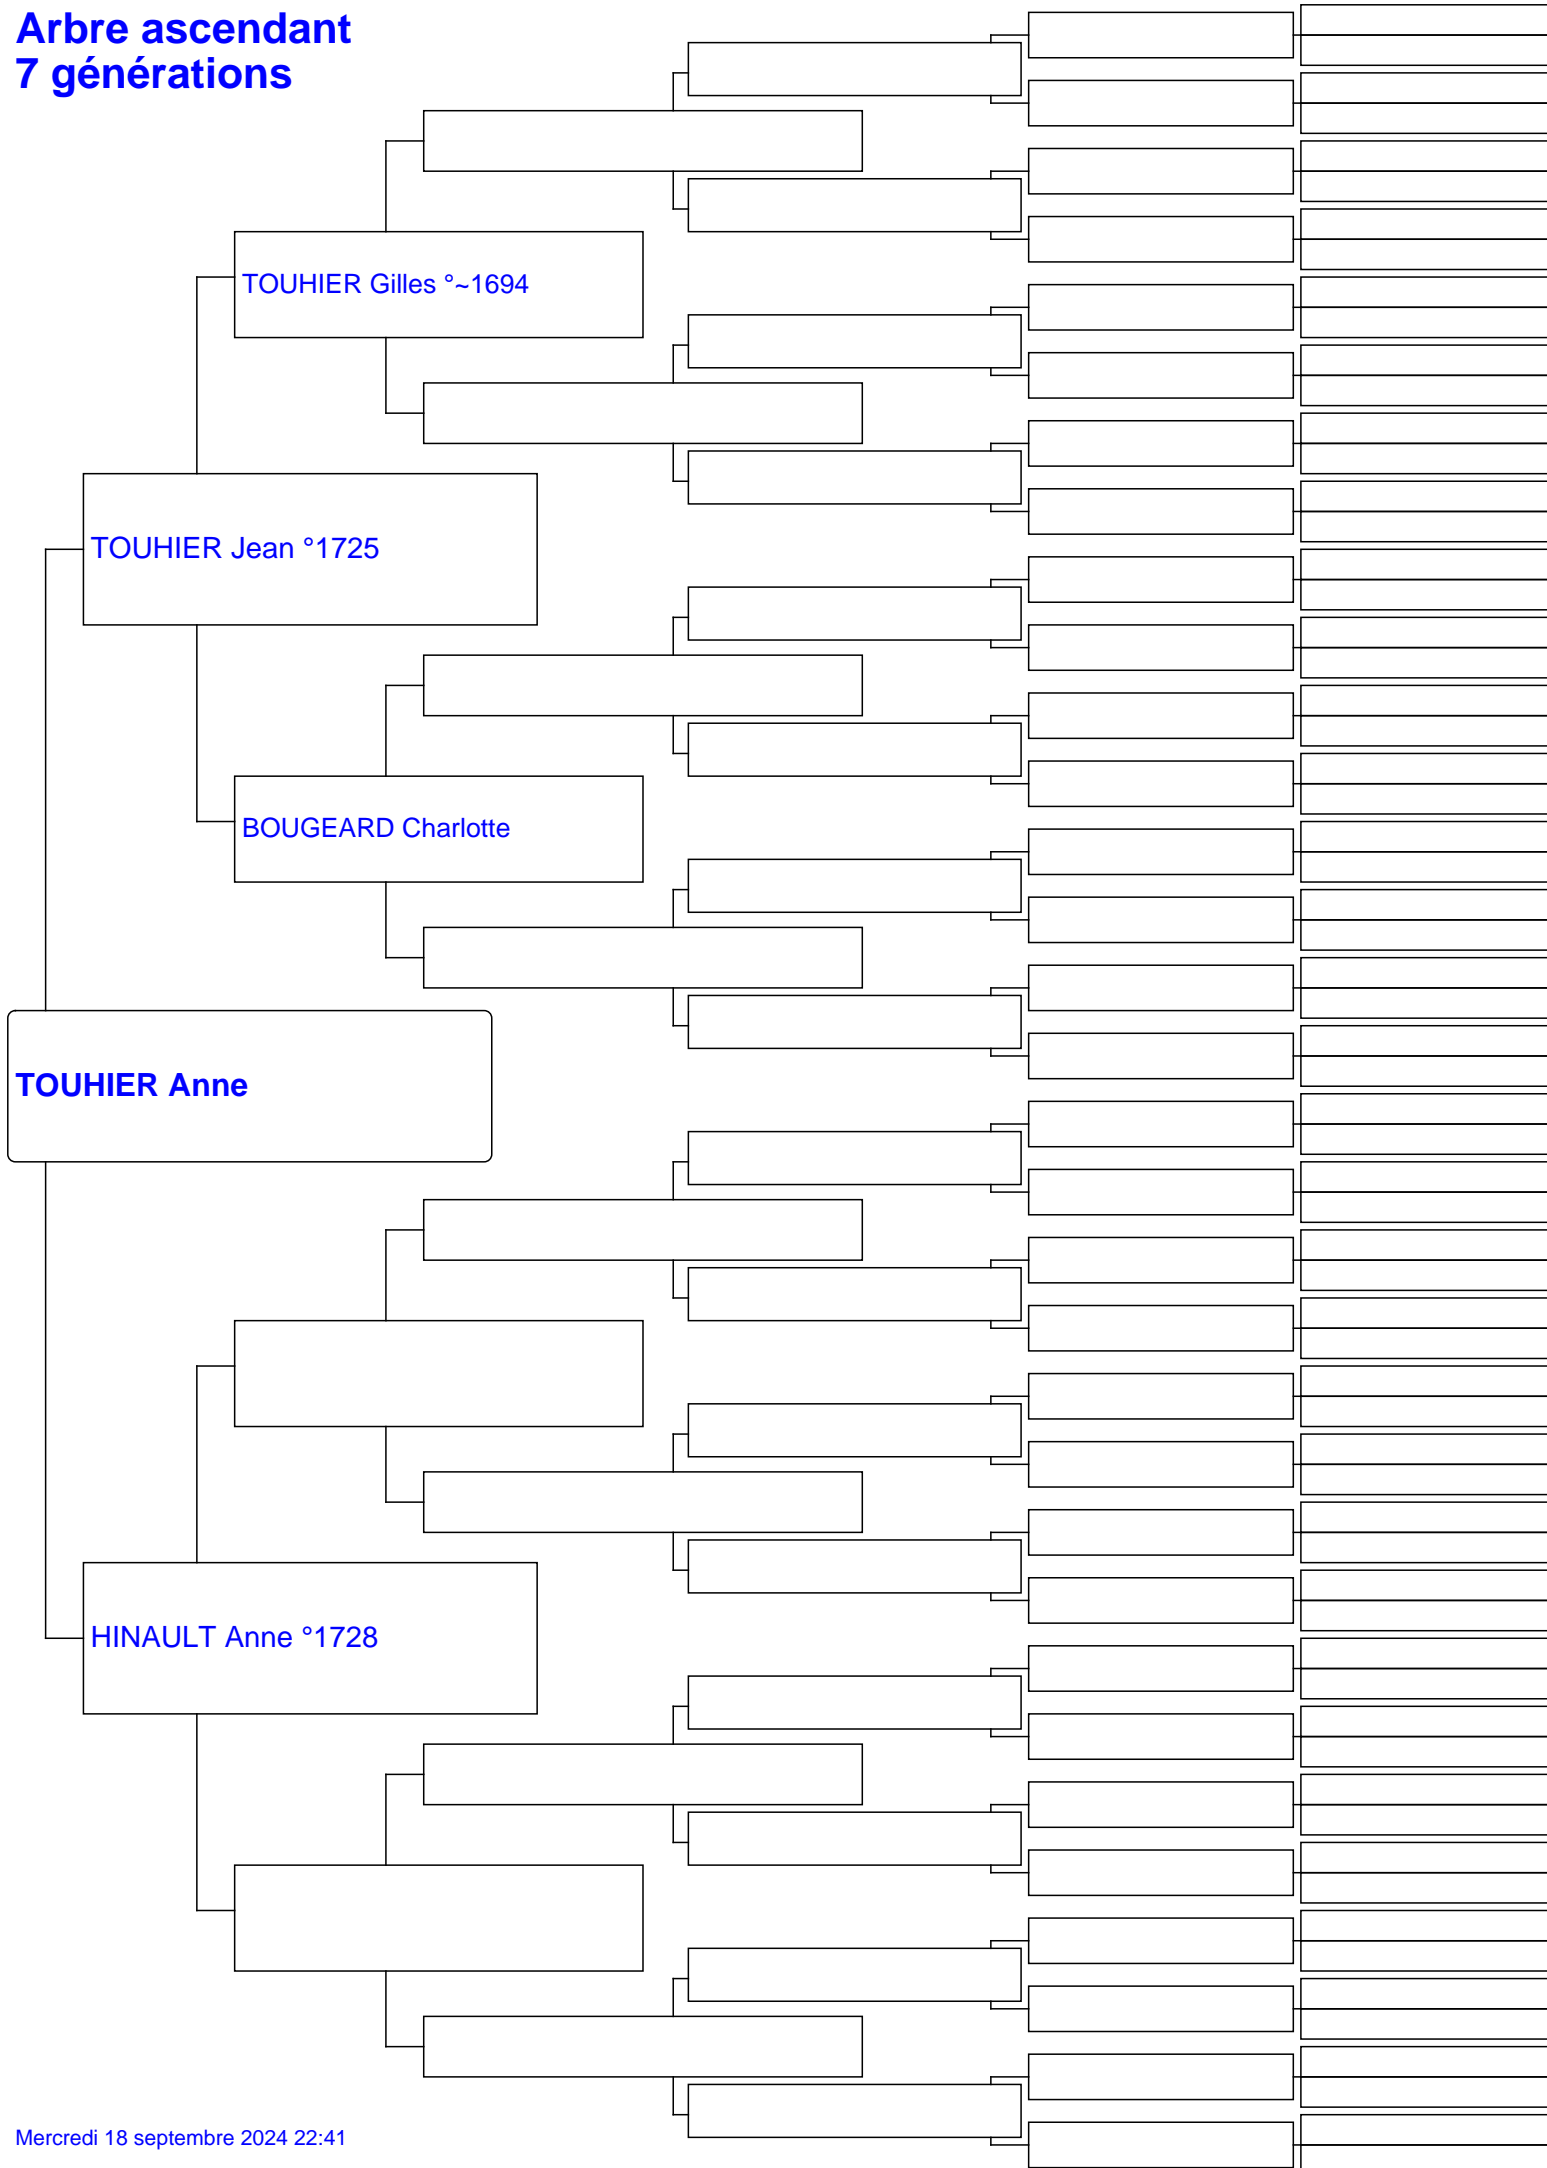 Arbre ascendant
7 générations
TOUHIER Gilles °~1694
TOUHIER Jean °1725
BOUGEARD Charlotte
TOUHIER Anne
HINAULT Anne °1728
Mercredi 18 septembre 2024 22:41